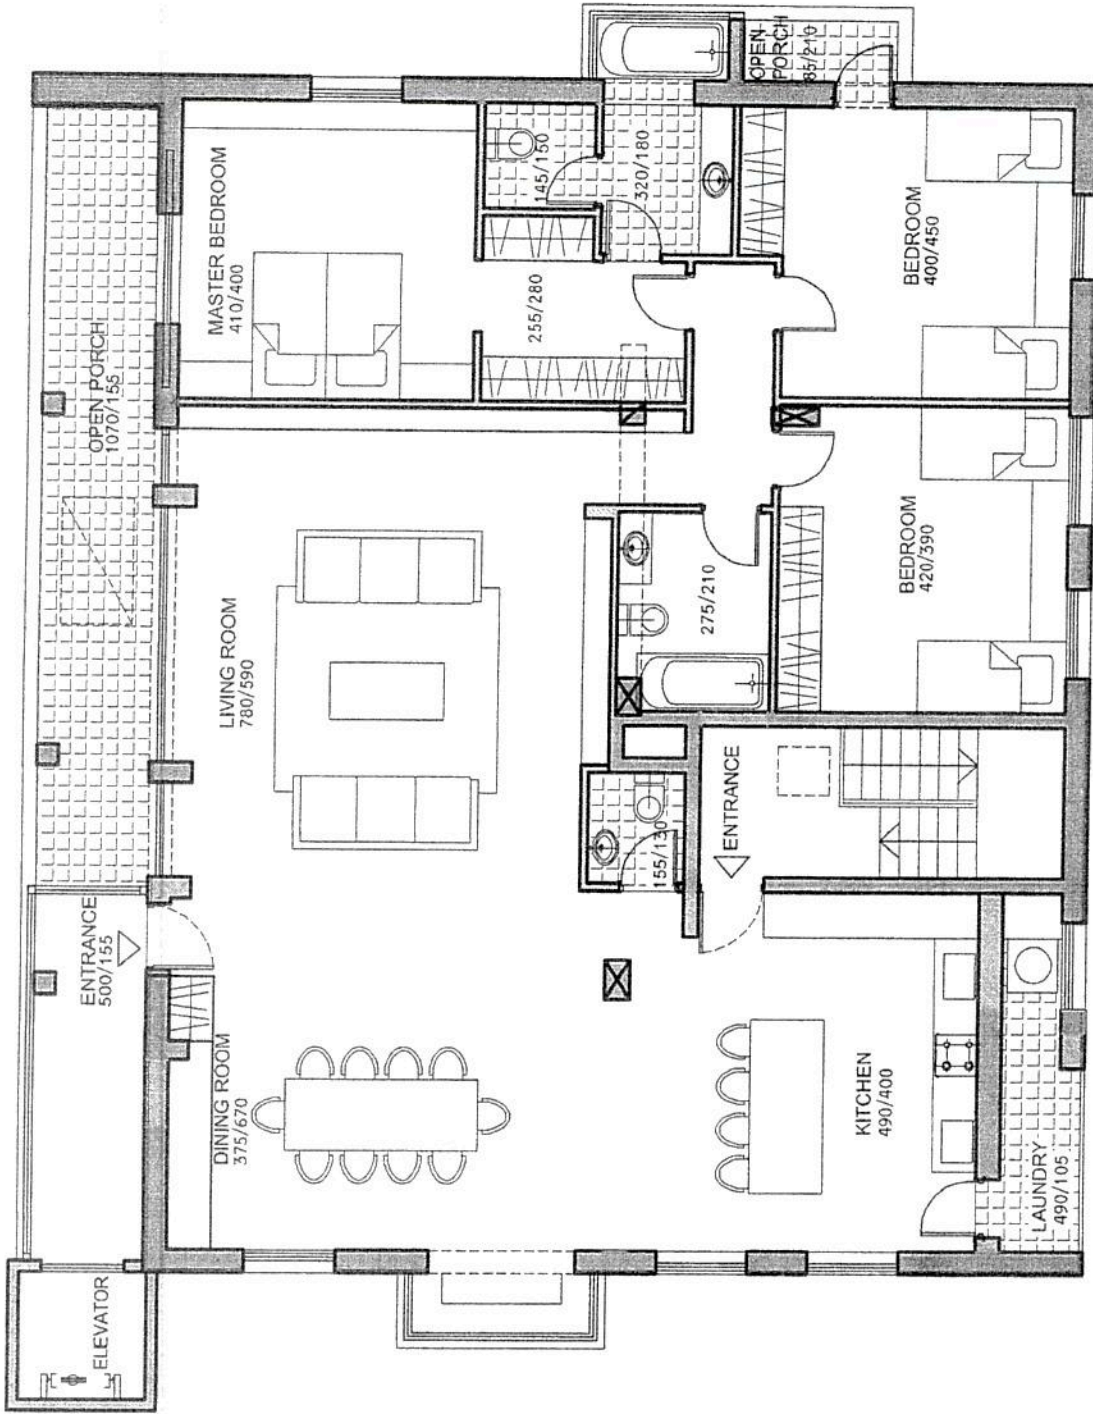 ELEVATOR
ENTRANCE
500/155
OPEN PORCH
1070/155
DINING ROOM
375/670
LIVING ROOM
780/590
MASTER BEDROOM
410/400
255/280
145/150
320/180
155/130
275/210
ENTRANCE
OPEN
PORCH
85/210
KITCHEN
490/400
BEDROOM
420/390
BEDROOM
400/450
LAUNDRY
490/105